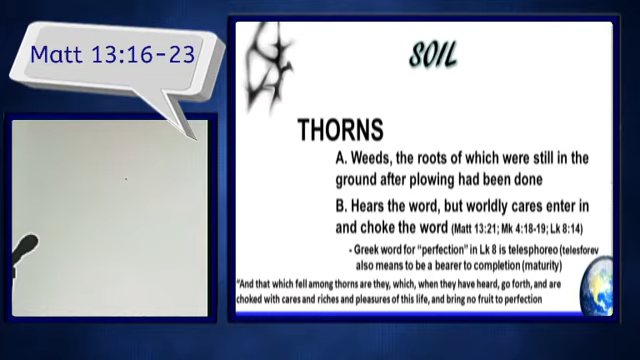 Matt 13:16-23
SOIL
THORNS
A. Weeds, the roots of which were still in the
ground after plowing had been done
B. Hears the word, but worldly cares enter in
and choke the word (Matt 13:21; Mk 4:18-19; Lk 8:14)
- Greek word for "perfection" in Lk 8 is telesphoreo (telesforev
also means to be a bearer to completion (maturity)
"And that which fell among thorns are they, which, when they have heard, go forth, and are
choked with cares and riches and pleasures of this life, and bring no fruit to perfection